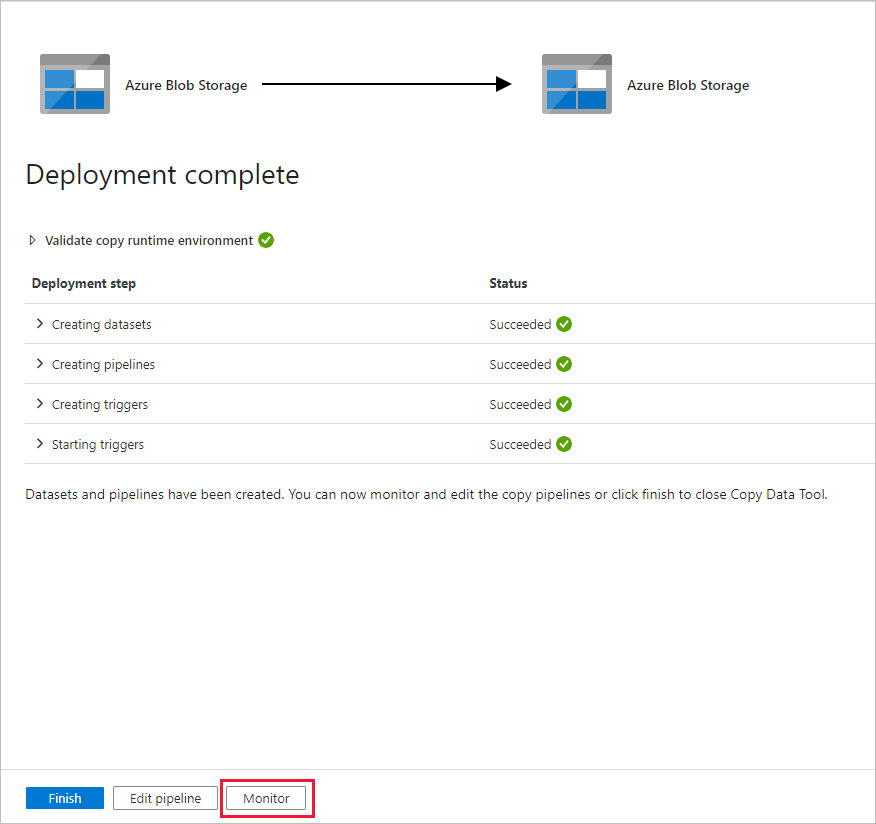 Azure Blob Storage Azure Blob Storage
Deployment complete
Validate copy runtime environment
Deployment step Status
Creating datasets Succeeded
Creating pipelines Succeeded
Creating triggers Succeeded
Starting triggers Succeeded
Datasets and pipelines have been created. You can now monitor and edit the copy pipelines or click finish to close Copy Data Tool.
Finish Edit pipeline Monitor